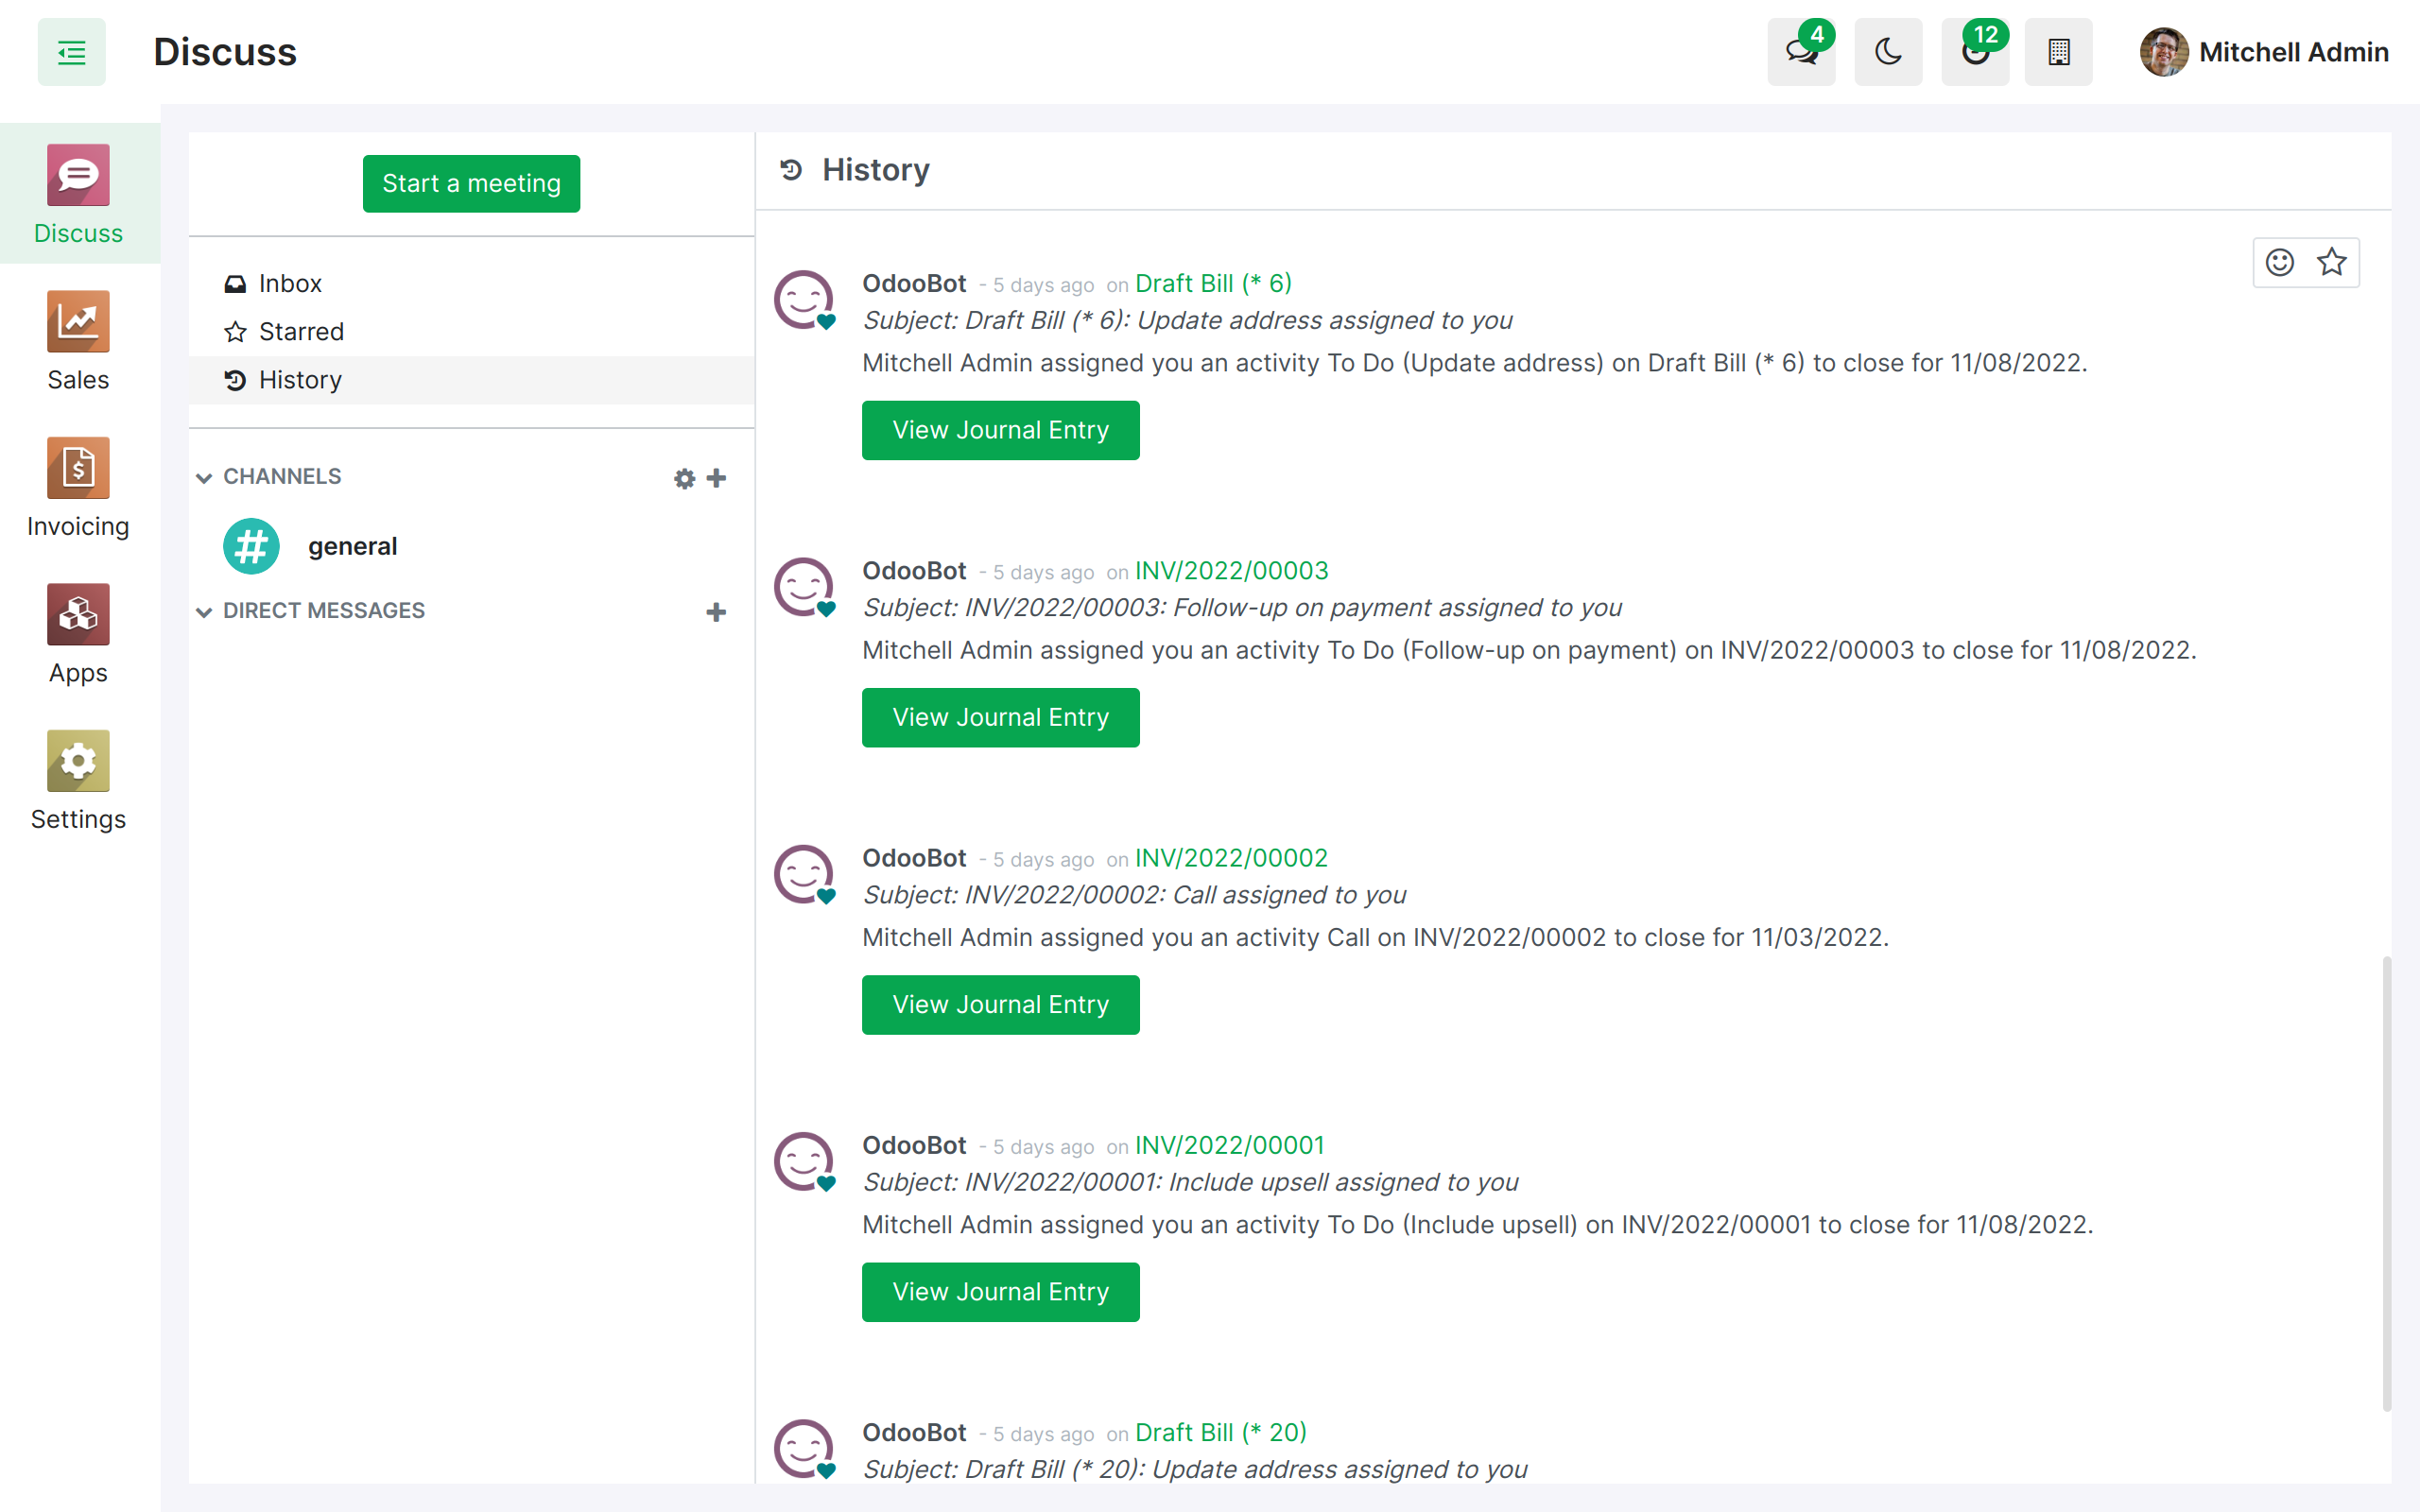 Discuss
4
12
Mitchell Admin
Discuss
Sales
Invoicing
Apps
Settings
Start a meeting
Inbox
Starred
History
CHANNELS
general
DIRECT MESSAGES
History
OdooBot - 5 days ago on Draft Bill (* 6)
Subject: Draft Bill (* 6): Update address assigned to you
Mitchell Admin assigned you an activity To Do (Update address) on Draft Bill (* 6) to close for 11/08/2022.
View Journal Entry
OdooBot - 5 days ago on INV/2022/00003
Subject: INV/2022/00003: Follow-up on payment assigned to you
Mitchell Admin assigned you an activity To Do (Follow-up on payment) on INV/2022/00003 to close for 11/08/2022.
View Journal Entry
OdooBot - 5 days ago on INV/2022/00002
Subject: INV/2022/00002: Call assigned to you
Mitchell Admin assigned you an activity Call on INV/2022/00002 to close for 11/03/2022.
View Journal Entry
OdooBot - 5 days ago on INV/2022/00001
Subject: INV/2022/00001: Include upsell assigned to you
Mitchell Admin assigned you an activity To Do (Include upsell) on INV/2022/00001 to close for 11/08/2022.
View Journal Entry
OdooBot - 5 days ago on Draft Bill (* 20)
Subject: Draft Bill (* 20): Update address assigned to you